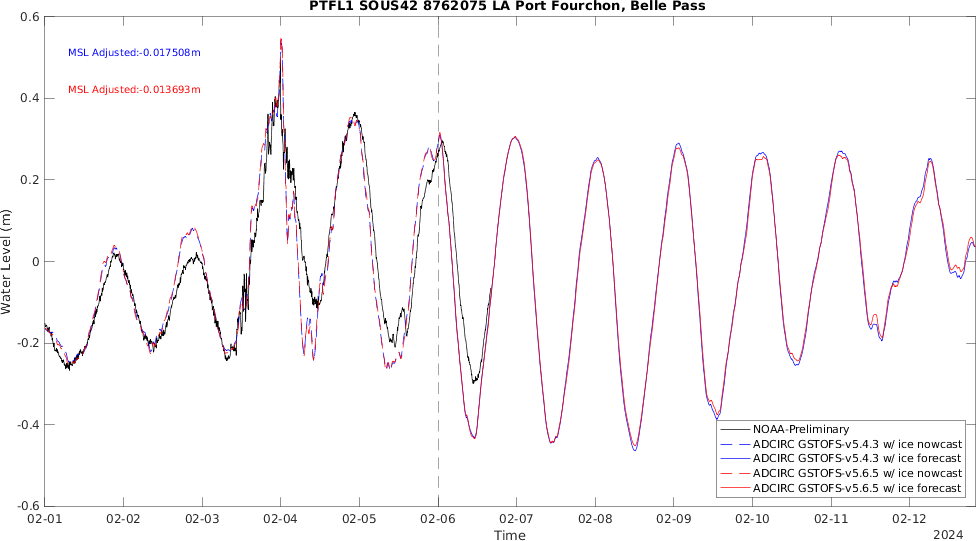 PTFL1 SOUS42 8762075 LA Port Fourchon, Belle Pass
MSL Adjusted:-0.017508m
MSL Adjusted:-0.013693m
Water Level (m)
0.6
0.4
0.2
0
-0.2
-0.4
-0.6
NOAA-Preliminary
ADCIRC GSTOFS-v5.4.3 w/ ice nowcast
ADCIRC GSTOFS-v5.4.3 w/ ice forecast
ADCIRC GSTOFS-v5.6.5 w/ ice nowcast
ADCIRC GSTOFS-v5.6.5 w/ ice forecast
02-01 02-02 02-03 02-04 02-05 02-06 02-07 02-08 02-09 02-10 02-11 02-12
Time
2024